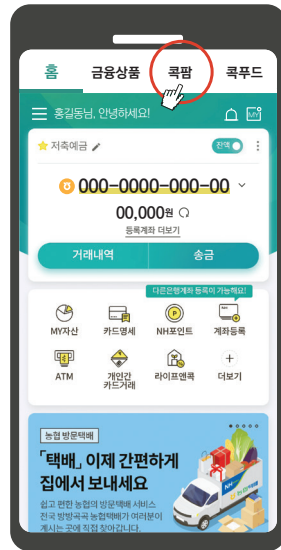 홈 금융상품 콕팜 콕푸드
홍길동님, 안녕하세요! MY
저축예금 잔액
000-0000-000-00
00,000원
등록계좌 더보기
거래내역 송금
다른은행계좌 등록이 가능해요!
MY자산 카드명세 NH포인트 계좌등록
ATM 개인간 라이프앤콕 더보기
카드거래
농협 방문택배
「택배」 이제 간편하게
집에서 보내세요
쉽고 편한 농협의 방문택배 서비스
전국 방방곡곡 농협택배가 여러분이
계시는 곳에 직접 찾아갑니다.